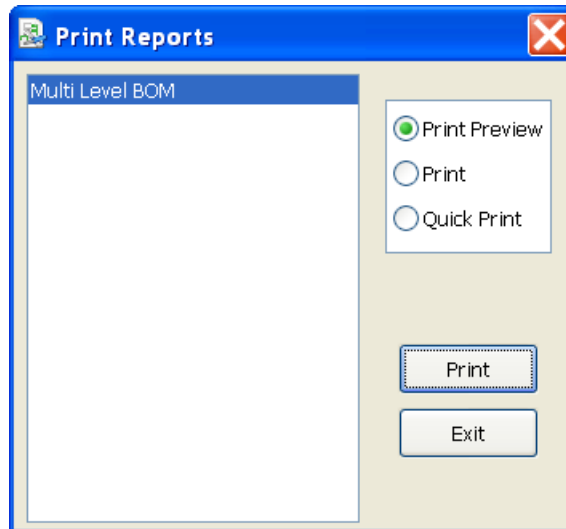 Print Reports
Multi Level BOM
Print Preview
Print
Quick Print
Print
Exit